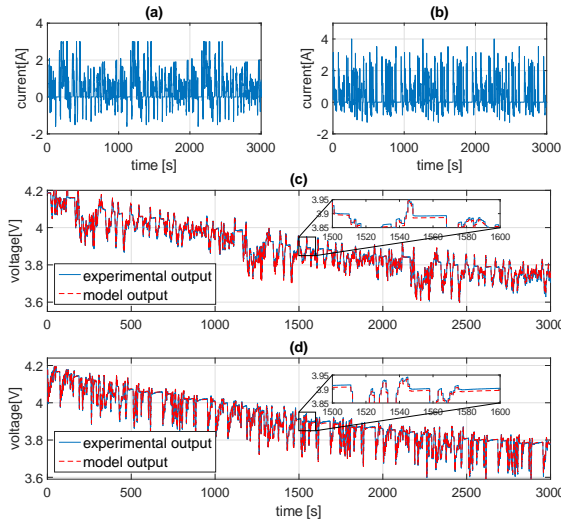 (a)
4
2
0
-2
current[A]
0 1000 2000 3000
time [s]
(b)
4
2
0
-2
current[A]
0 1000 2000 3000
time [s]
(c)
4.2
4
3.8
3.6
voltage[V]
3.95
3.9
3.85
1500 1520 1540 1560 1580 1600
experimental output
model output
0 500 1000 1500 2000 2500 3000
(d)
4.2
4
3.8
3.6
voltage[V]
3.95
3.9
3.85
1500 1520 1540 1560 1580 1600
experimental output
model output
0 500 1000 1500 2000 2500 3000
time [s]